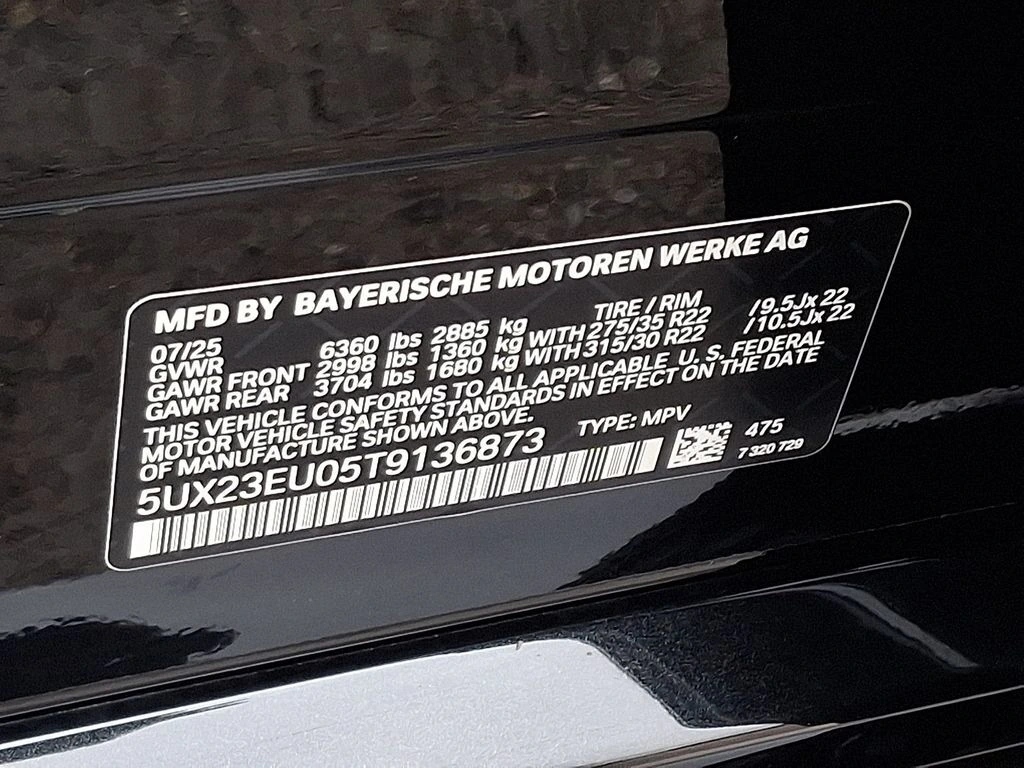 MFD BY BAYERISCHE MOTOREN WERKE AG
07/25 TIRE / RIM
GVWR 6360 lbs 2885 kg
GAWR FRONT 2998 lbs 1360 kg WITH 275/35 R22 /9.5Jx 22
GAWR REAR 3704 lbs 1680 kg WITH 315/30 R22 /10.5Jx 22
THIS VEHICLE CONFORMS TO ALL APPLICABLE U. S. FEDERAL
MOTOR VEHICLE SAFETY STANDARDS IN EFFECT ON THE DATE
OF MANUFACTURE SHOWN ABOVE.
TYPE: MPV 475
5UX23EU05T9136873
7 320 729